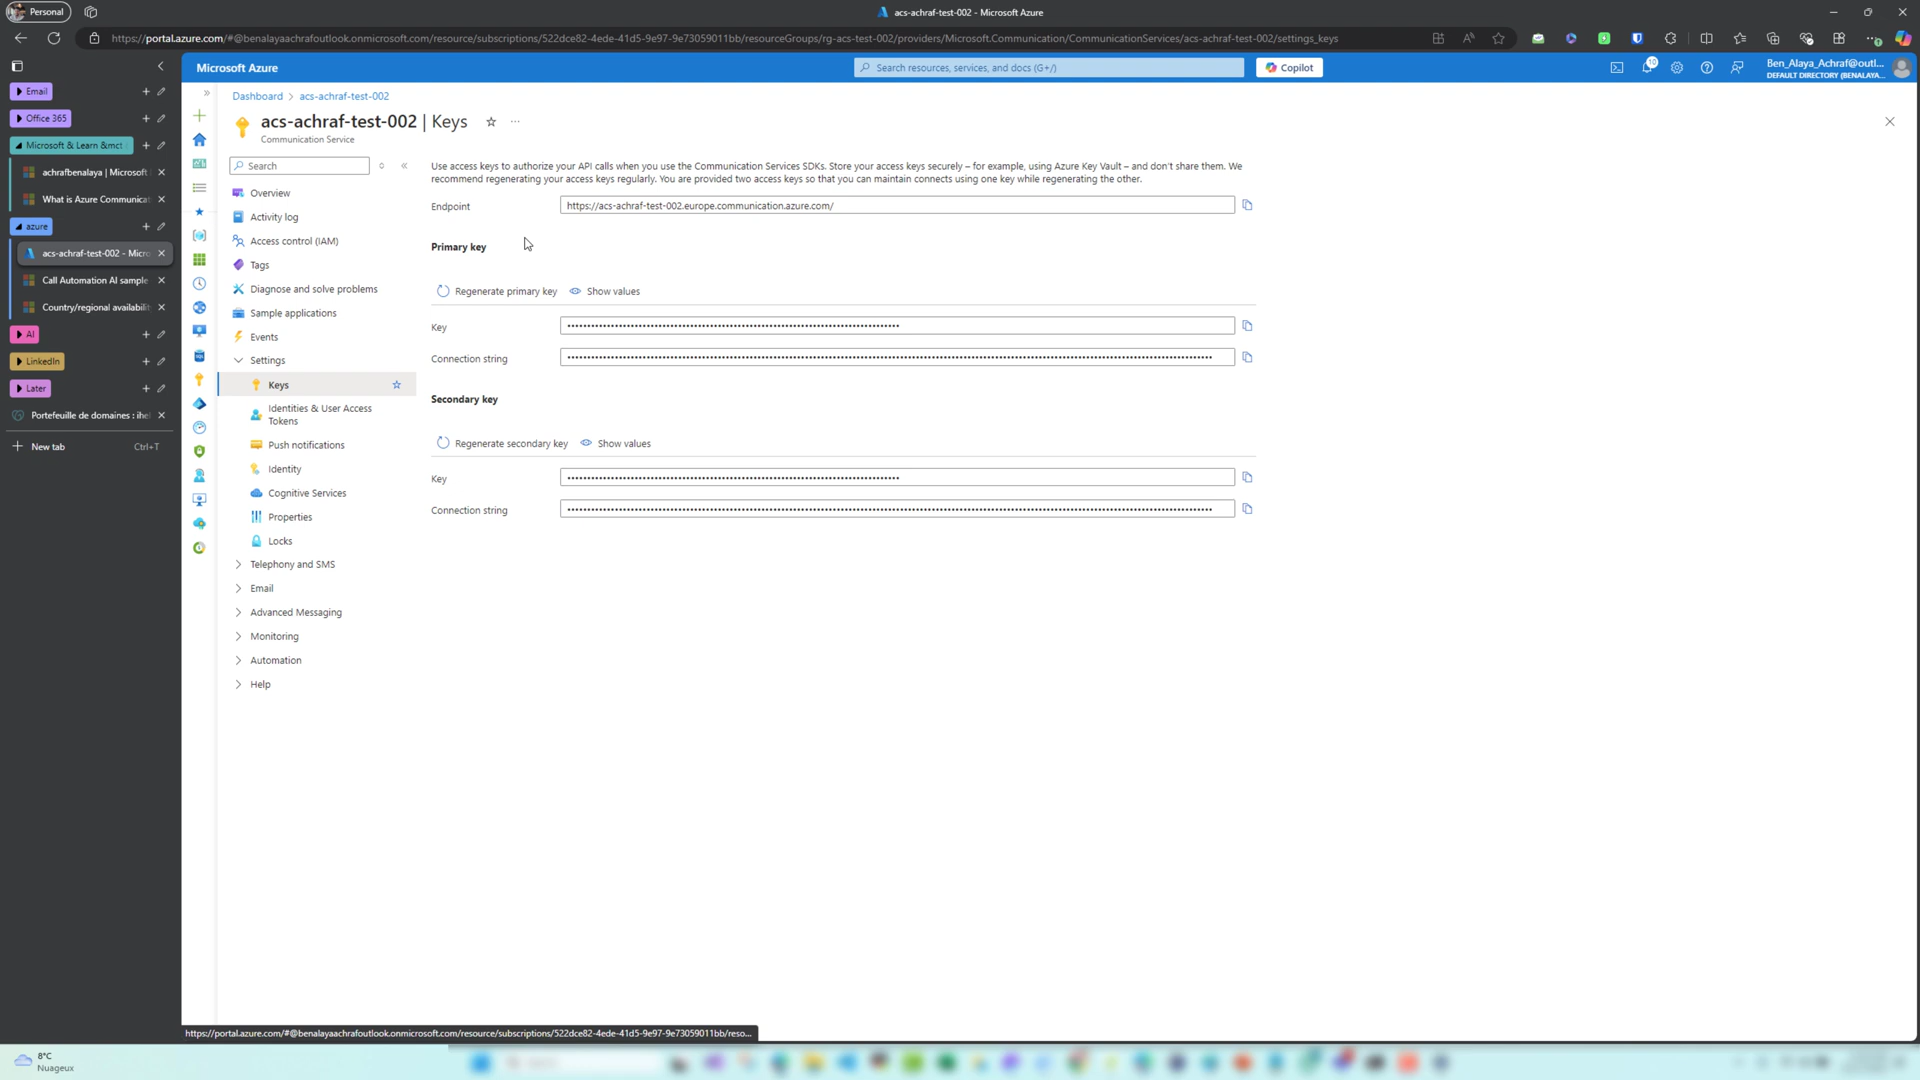 Personal
acs-achraf-test-002 - Microsoft Azure
https://portal.azure.com/#@benalayaachrafoutlook.onmicrosoft.com/resource/subscriptions/522dce82-4ede-41d5-9e97-9e73059011bb/resourceGroups/rg-acs-test-002/providers/Microsoft.Communication/CommunicationServices/acs-achraf-test-002/settings_keys
Microsoft Azure
Search resources, services, and docs (G+/)
Copilot
10
Ben_Alaya_Achraf@outl...
DEFAULT DIRECTORY (BENALAYA...
Email
Office 365
Microsoft & Learn &mct
achrafbenalaya | Microsoft
What is Azure Communicat
azure
acs-achraf-test-002 - Micro
Call Automation AI sample
Country/regional availabilit
AI
LinkedIn
Later
Portefeuille de domaines : ihe
New tab
Ctrl+T
Dashboard > acs-achraf-test-002
acs-achraf-test-002 | Keys
Communication Service
Search
Overview
Activity log
Access control (IAM)
Tags
Diagnose and solve problems
Sample applications
Events
Settings
Keys
Identities & User Access
Tokens
Push notifications
Identity
Cognitive Services
Properties
Locks
Telephony and SMS
Email
Advanced Messaging
Monitoring
Automation
Help
Use access keys to authorize your API calls when you use the Communication Services SDKs. Store your access keys securely – for example, using Azure Key Vault – and don't share them. We
recommend regenerating your access keys regularly. You are provided two access keys so that you can maintain connects using one key while regenerating the other.
Endpoint
https://acs-achraf-test-002.europe.communication.azure.com/
Primary key
Regenerate primary key
Show values
Key
Connection string
Secondary key
Regenerate secondary key
Show values
Key
Connection string
https://portal.azure.com/#@benalayaachrafoutlook.onmicrosoft.com/resource/subscriptions/522dce82-4ede-41d5-9e97-9e73059011bb/reso...
8°C
Nuageux